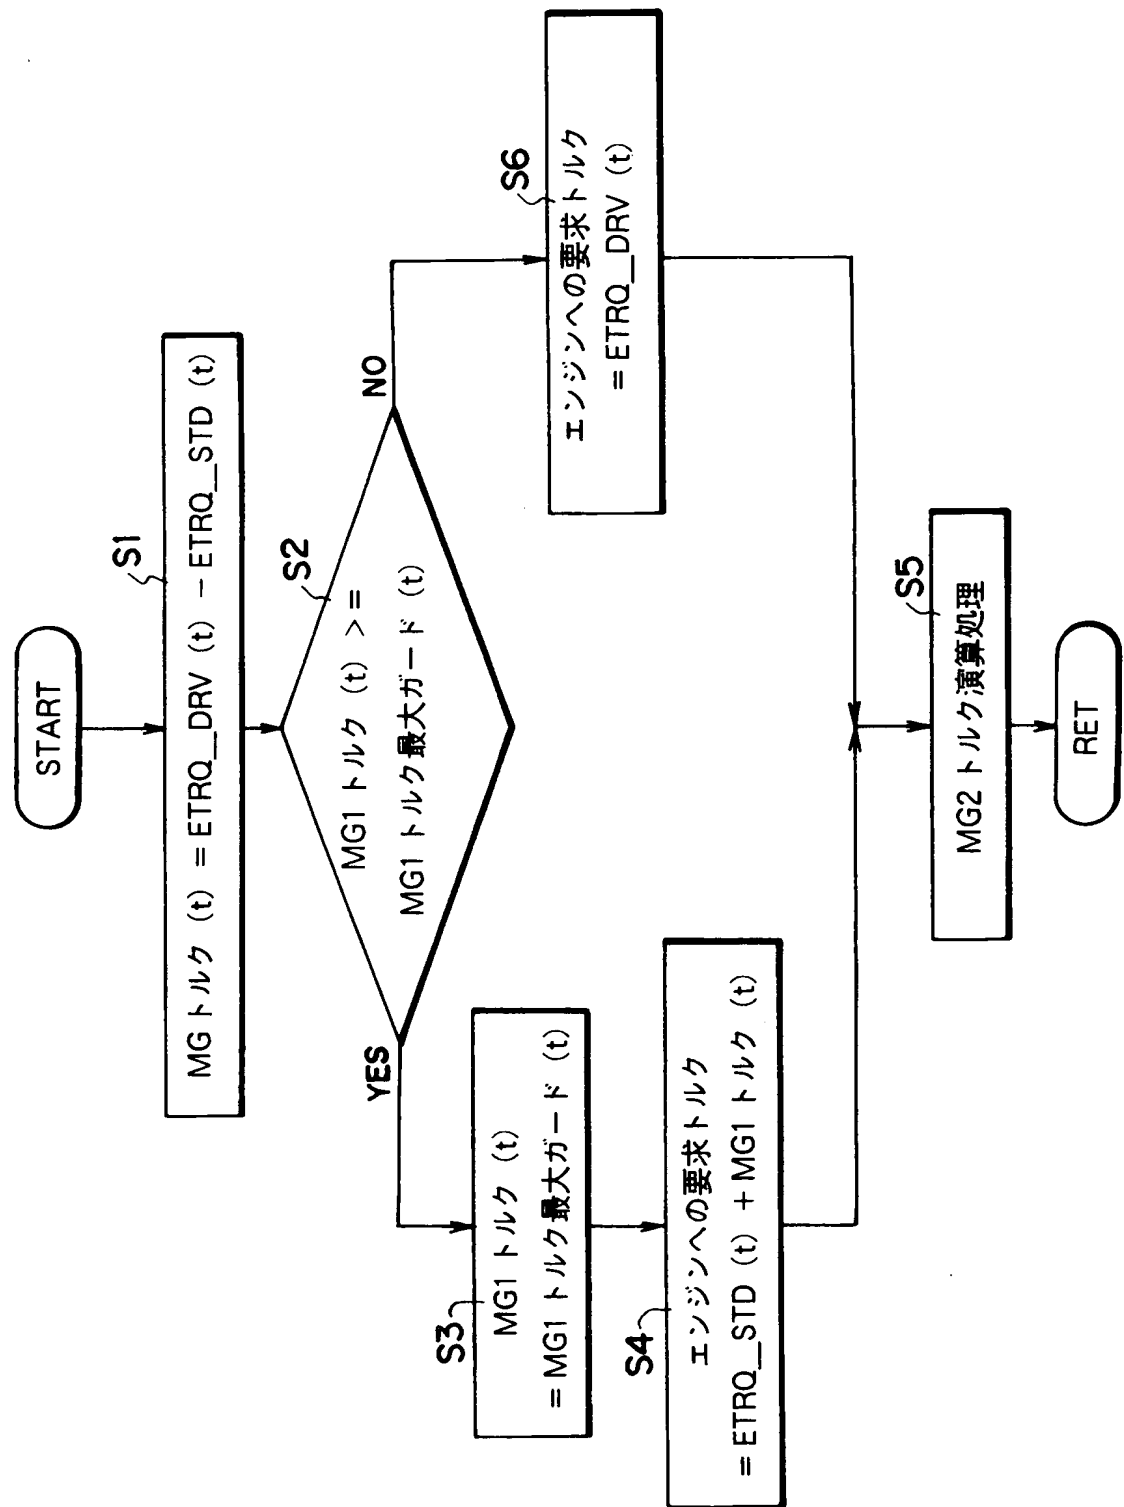 START
S1
MGトルク (t) = ETRQ_DRV (t) − ETRQ_STD (t)
S2
MG1トルク (t) >=
MG1トルク最大ガード (t)
YES
NO
S3
MG1トルク (t)
=MG1トルク最大ガード (t)
S4
エンジンへの要求トルク
=ETRQ_STD (t) +MG1トルク (t)
S6
エンジンへの要求トルク
=ETRQ_DRV (t)
S5
MG2トルク演算処理
RET